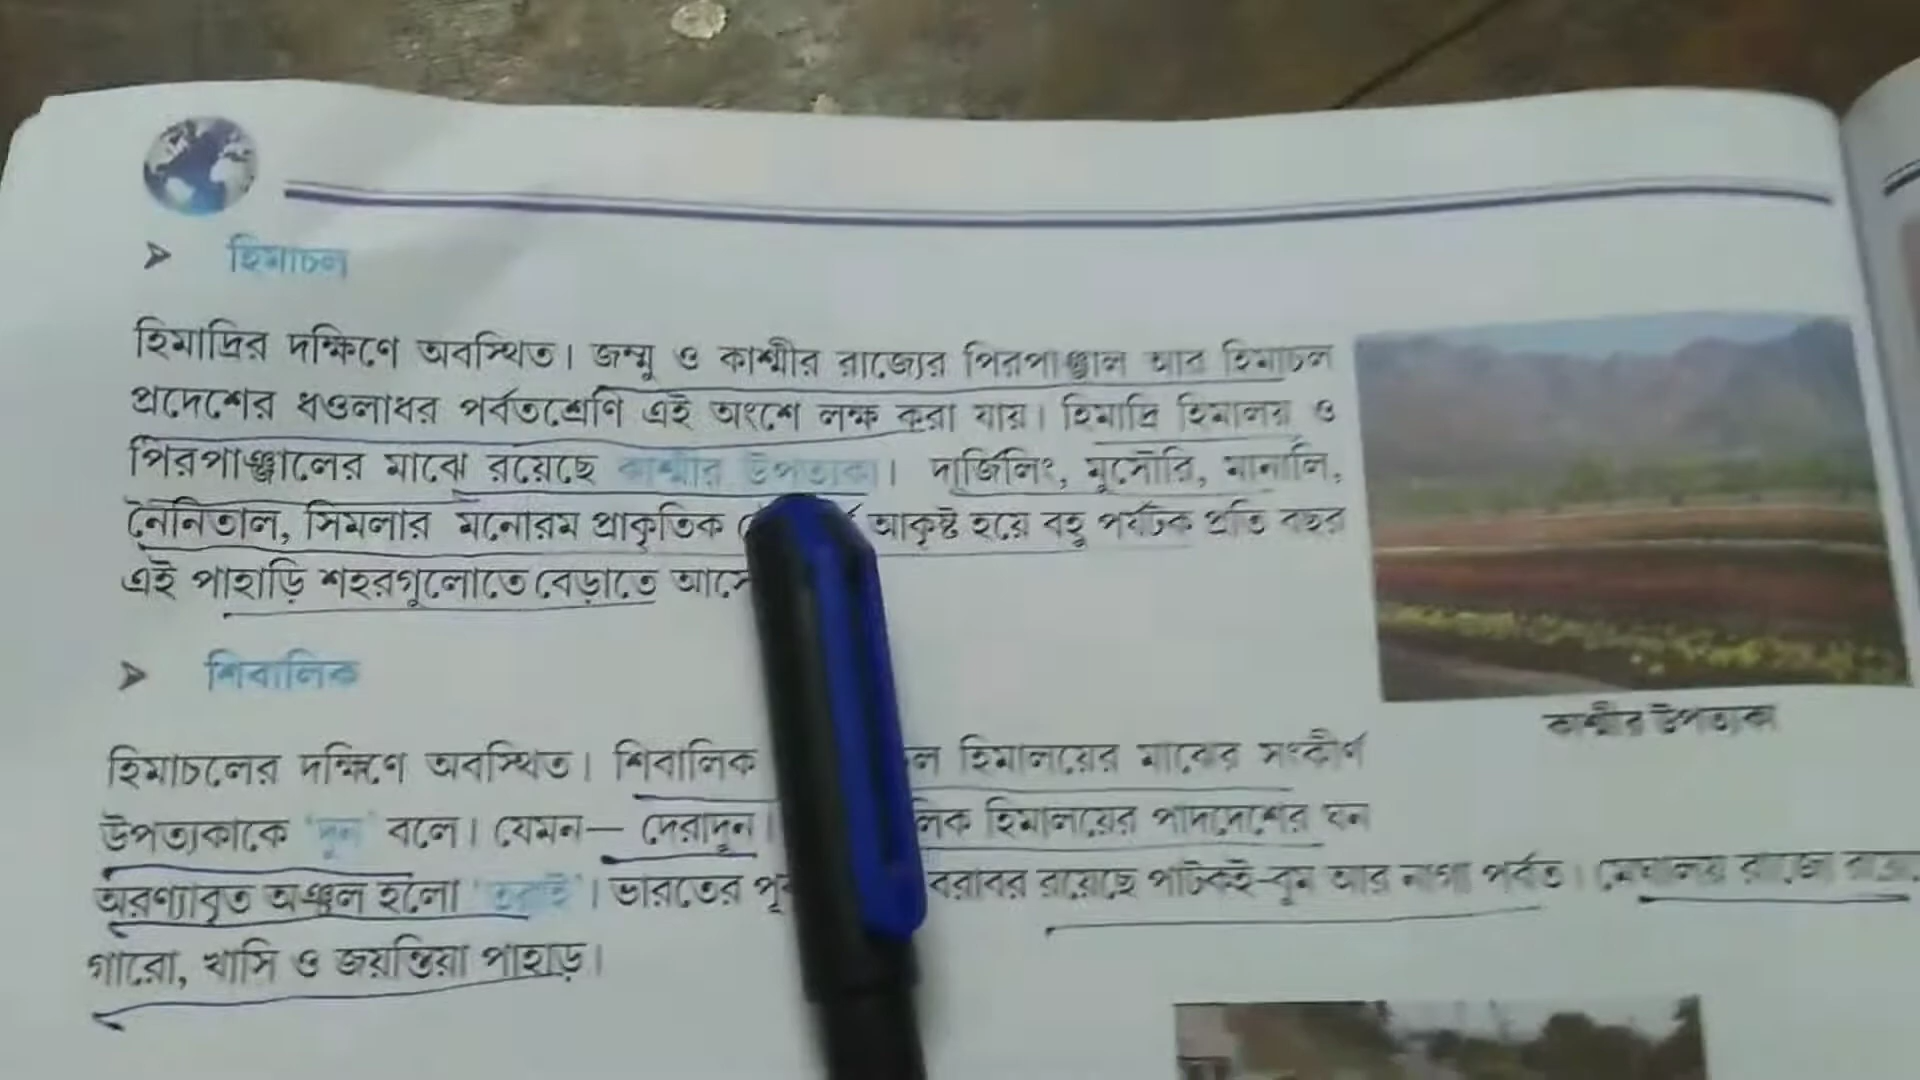 হিমাচল
হিমাদ্রির দক্ষিণে অবস্থিত। জম্মু ও কাশ্মীর রাজ্যের পিরপাঞ্জাল আর হিমাচল
প্রদেশের ধওলাধর পর্বতশ্রেণি এই অংশে লক্ষ করা যায়। হিমাদ্রি হিমালয় ও
পিরপাঞ্জালের মাঝে রয়েছে কাশ্মীর উপত্যকা। দার্জিলিং, মুসৌরি, মানালি,
নৈনিতাল, সিমলার মনোরম প্রাকৃতিক আকৃষ্ট হয়ে বহু পর্যটক প্রতি বছর
এই পাহাড়ি শহরগুলোতে বেড়াতে আসে
শিবালিক
হিমাচলের দক্ষিণে অবস্থিত। শিবালিক হিমালয়ের মাঝের সংকীর্ণ
উপত্যকাকে 'দুন' বলে। যেমন— দেরাদুন। হিমালয়ের পাদদেশের ঘন
অরণ্যাবৃত অঞ্চল হলো 'তরাই'। ভারতের বরাবর রয়েছে পাটকই-বুম আর নাগা পর্বত। মেঘালয় রাজ্যে
গারো, খাসি ও জয়ন্তিয়া পাহাড়।
কাশ্মীর উপত্যকা